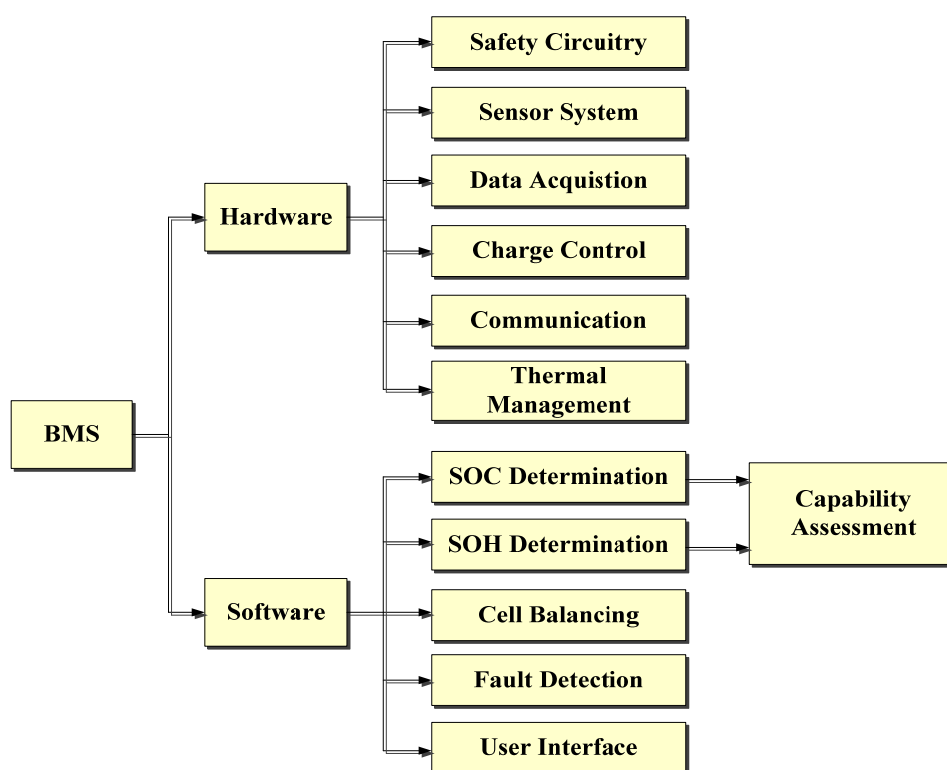 BMS
Hardware
Safety Circuitry
Sensor System
Data Acquistion
Charge Control
Communication
Thermal
Management
Software
SOC Determination
SOH Determination
Cell Balancing
Fault Detection
User Interface
Capability
Assessment